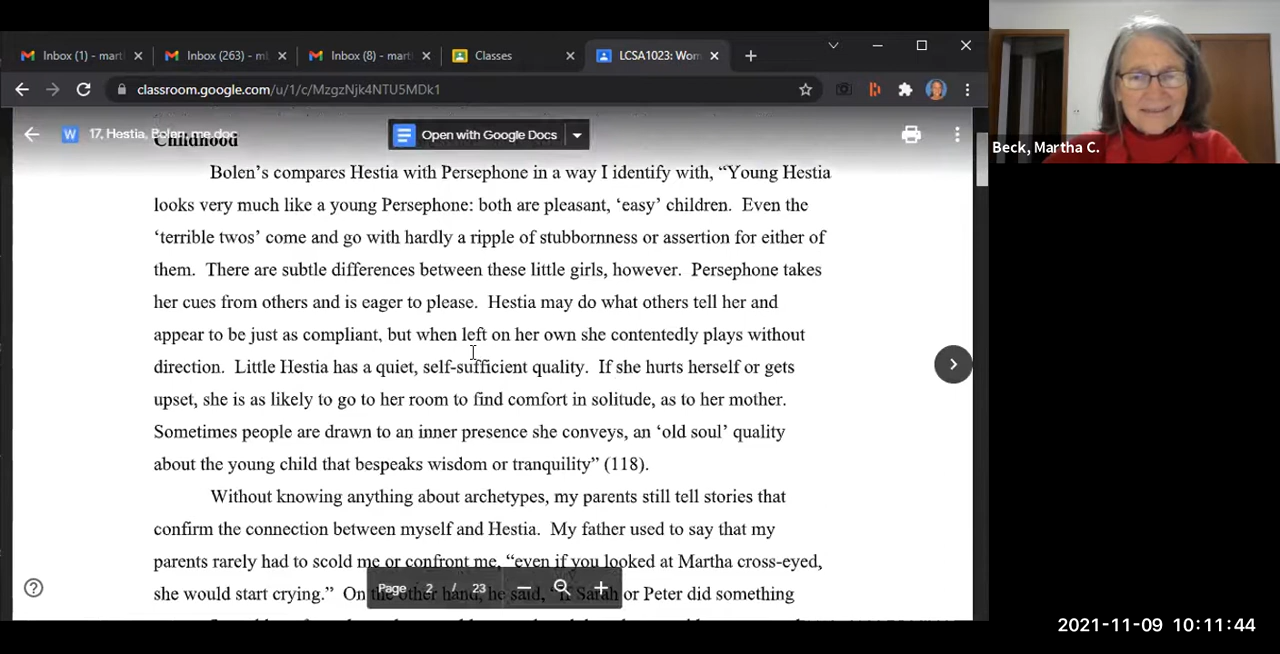 Inbox (1) - marti
Inbox (263) - mb
Inbox (8) - marti
Classes
LCSA1023: Wom
classroom.google.com/u/1/c/MzgzNjk4NTU5MDk1
17, Hestia, Bolen, me.doc
Open with Google Docs
Beck, Martha C.
Childhood
Bolen's compares Hestia with Persephone in a way I identify with, “Young Hestia
looks very much like a young Persephone: both are pleasant, ‘easy’ children.  Even the
‘terrible twos’ come and go with hardly a ripple of stubbornness or assertion for either of
them.  There are subtle differences between these little girls, however.  Persephone takes
her cues from others and is eager to please.  Hestia may do what others tell her and
appear to be just as compliant, but when left on her own she contentedly plays without
direction.  Little Hestia has a quiet, self-sufficient quality.  If she hurts herself or gets
upset, she is as likely to go to her room to find comfort in solitude, as to her mother.
Sometimes people are drawn to an inner presence she conveys, an ‘old soul’ quality
about the young child that bespeaks wisdom or tranquility” (118).
Without knowing anything about archetypes, my parents still tell stories that
confirm the connection between myself and Hestia.  My father used to say that my
parents rarely had to scold me or confront me, “even if you looked at Martha cross-eyed,
she would start crying.”  On the other hand, he said, “If Sarah or Peter did something
Page 2 / 23
2021-11-09 10:11:44